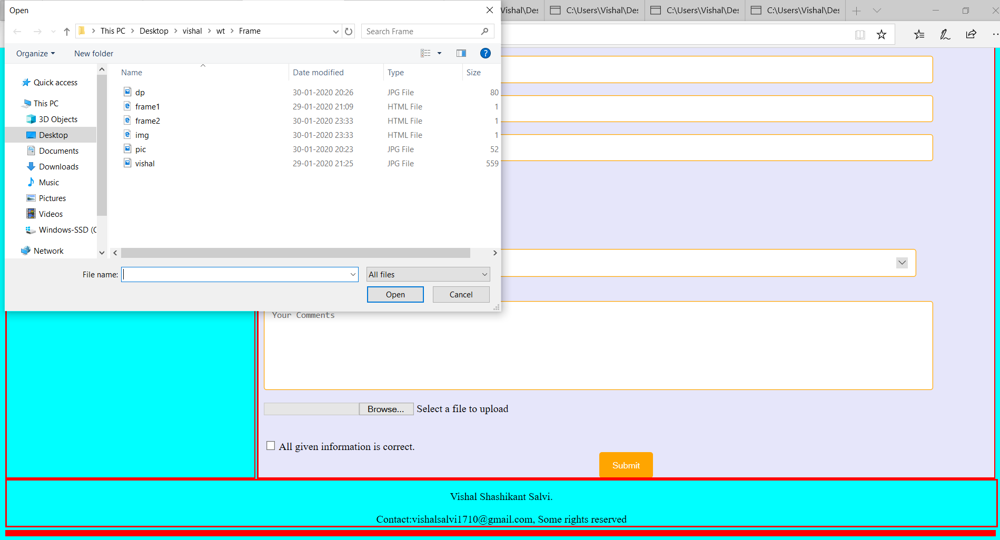 Open
Vishal\Des
C:\Users\Vishal\Des
C:\Users\Vishal\Des
C:\Users\Vishal\Des
This PC > Desktop > vishal > wt > Frame
Search Frame
Organize
New folder
?
Name
Date modified
Type
Size
Quick access
This PC
3D Objects
Desktop
Documents
Downloads
Music
Pictures
Videos
Windows-SSD (C
Network
dp 30-01-2020 20:26 JPG File 80
frame1 29-01-2020 21:09 HTML File 1
frame2 30-01-2020 23:33 HTML File 1
img 30-01-2020 23:33 HTML File 1
pic 30-01-2020 20:23 JPG File 52
vishal 29-01-2020 21:25 JPG File 559
File name:
All files
Open
Cancel
Your Comments
Browse... Select a file to upload
All given information is correct.
Submit
Vishal Shashikant Salvi.
Contact:vishalsalvi1710@gmail.com, Some rights reserved